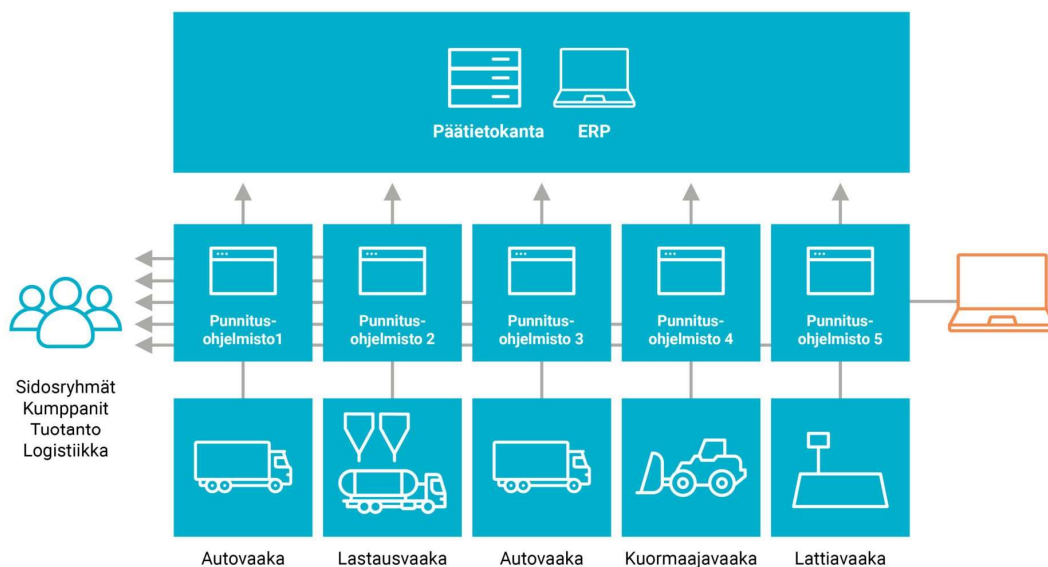 Päätietokanta
ERP
Punnitus-
ohjelmisto1
Punnitus-
ohjelmisto 2
Punnitus-
ohjelmisto 3
Punnitus-
ohjelmisto 4
Punnitus-
ohjelmisto 5
Sidosryhmät
Kumppanit
Tuotanto
Logistiikka
Autovaaka
Lastausvaaka
Autovaaka
Kuormaajavaaka
Lattiavaaka